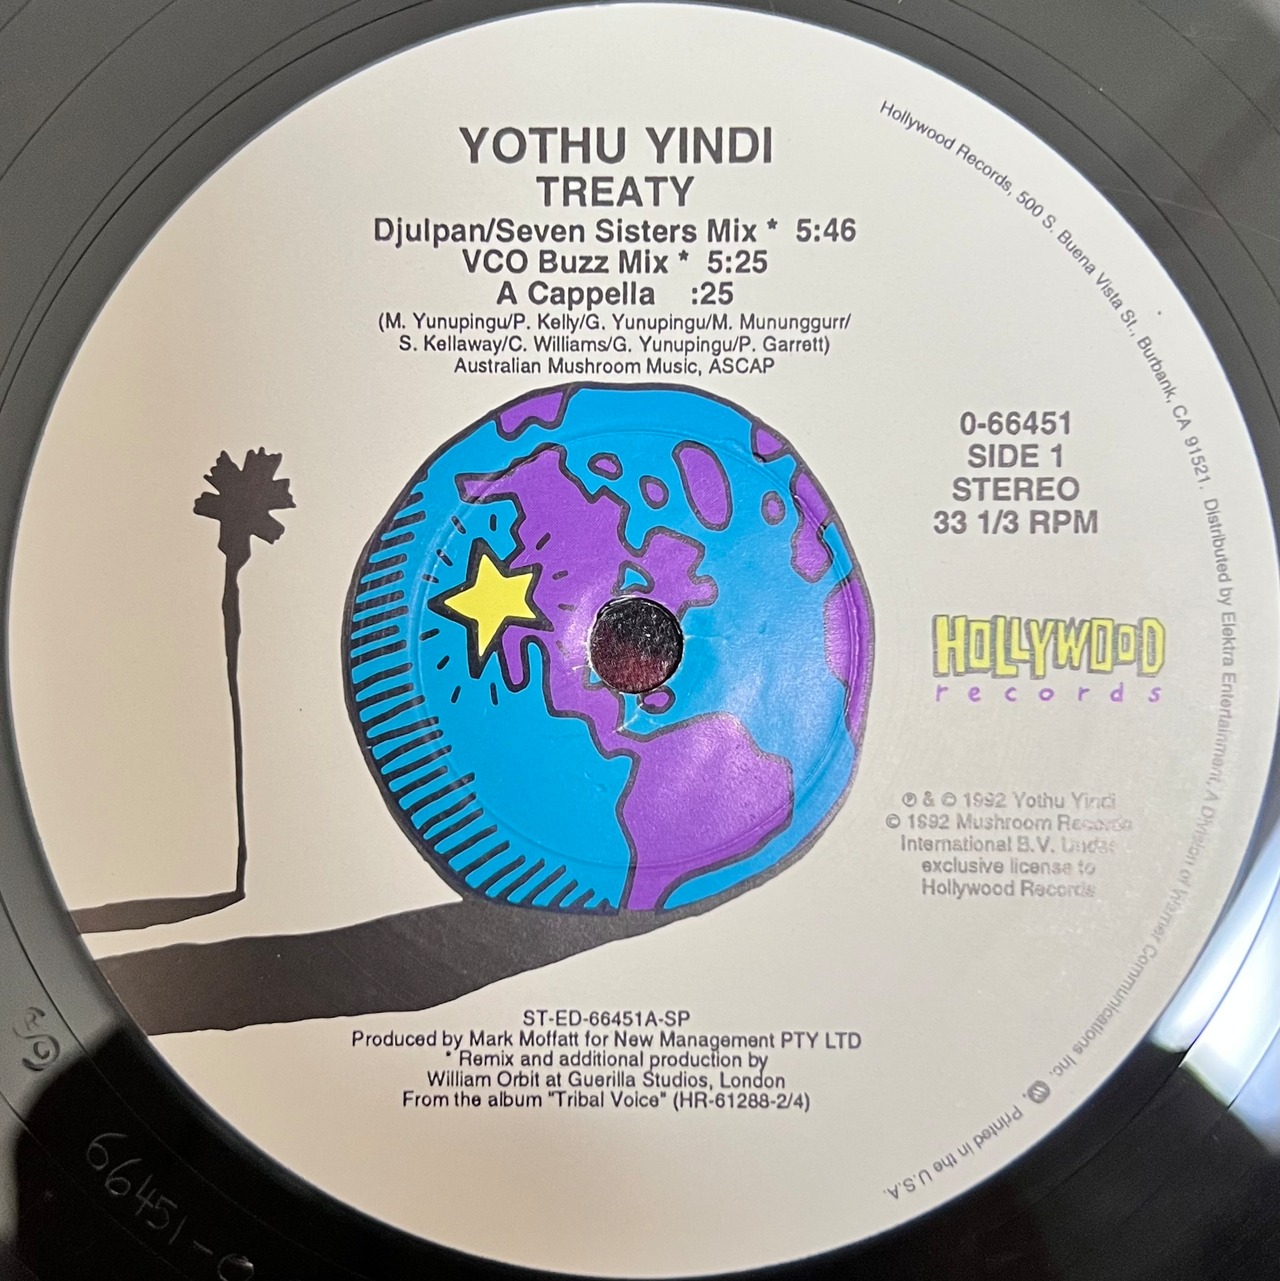 YOTHU YINDI
TREATY
Djulpan/Seven Sisters Mix * 5:46
VCO Buzz Mix * 5:25
A Cappella :25
(M. Yunupingu/P. Kelly/G. Yunupingu/M. Mununggurr/
S. Kellaway/C. Williams/G. Yunupingu/P. Garrett)
Australian Mushroom Music, ASCAP
0-66451
SIDE 1
STEREO
33 1/3 RPM
HOLLYWOOD
records
℗ & © 1992 Yothu Yindi
© 1992 Mushroom Records
International B.V. Under
exclusive license to
Hollywood Records
ST-ED-66451A-SP
Produced by Mark Moffatt for New Management PTY LTD
* Remix and additional production by
William Orbit at Guerilla Studios, London
From the album "Tribal Voice" (HR-61288-2/4)
Hollywood Records, 500 S. Buena Vista St., Burbank, CA 91521. Distributed by Elektra Entertainment, A Division of Warner Communications Inc. Printed in the U.S.A.
66451-0